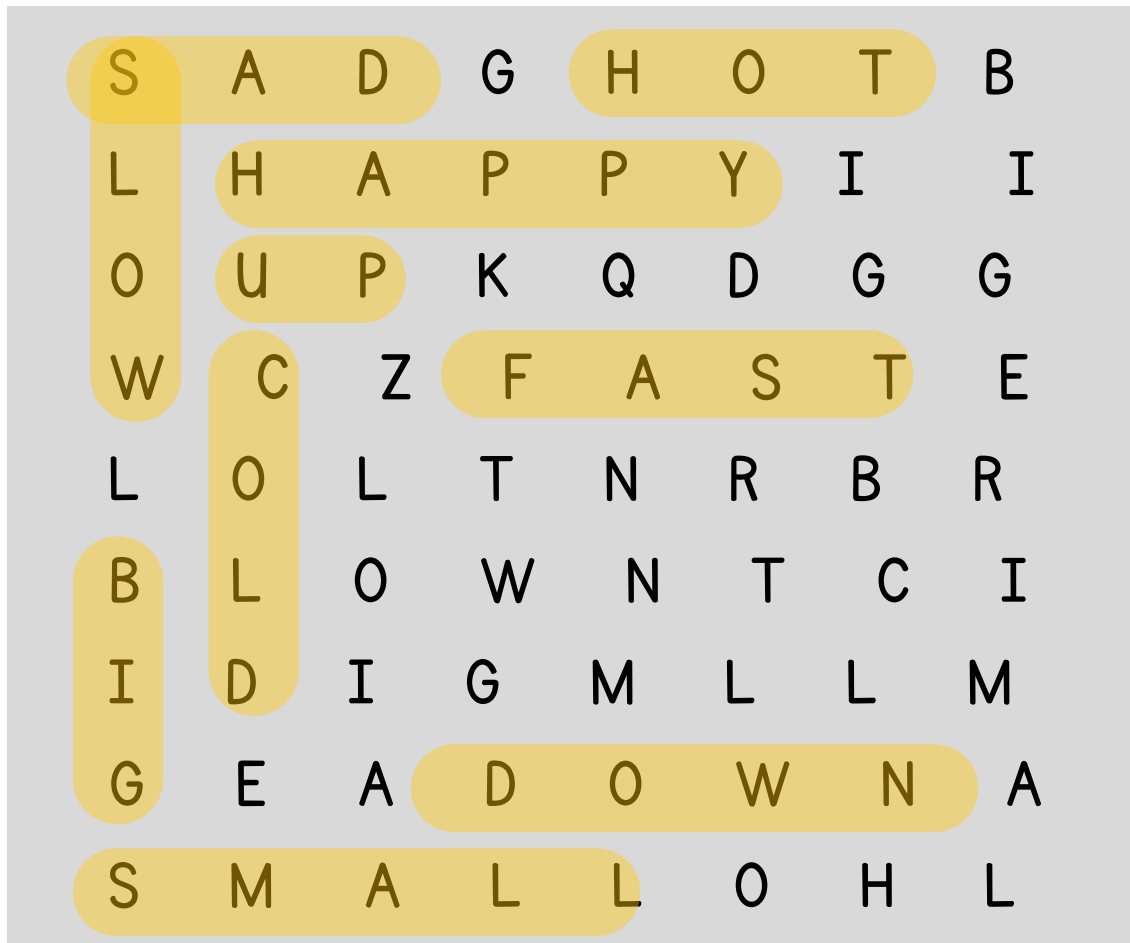 S A D G H O T B
L H A P P Y I I
O U P K Q D G G
W C Z F A S T E
L O L T N R B R
B L O W N T C I
I D I G M L L M
G E A D O W N A
S M A L L O H L